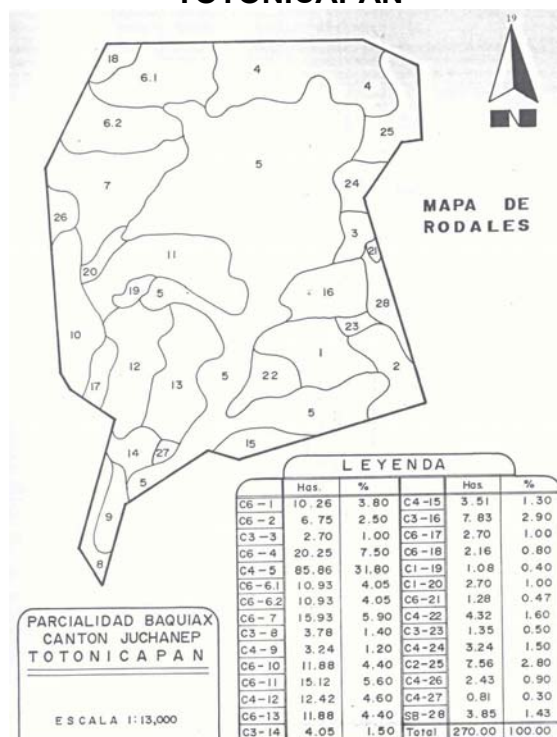 TOTONICAPAN
19
18
6.1
4
4
6.2
25
5
7
24
26
3
21
11
20
19
5
16
28
10
23
1
12
2
13
5
22
17
5
14
27
15
5
9
8
MAPA DE
RODALES
LEYENDA
Has. % Has. %
C6-1 10.26 3.80 C4-15 3.51 1.30
C6-2 6.75 2.50 C3-16 7.83 2.90
C3-3 2.70 1.00 C6-17 2.70 1.00
C6-4 20.25 7.50 C6-18 2.16 0.80
C4-5 85.86 31.80 C1-19 1.08 0.40
C6-6.1 10.93 4.05 C1-20 2.70 1.00
C6-6.2 10.93 4.05 C6-21 1.28 0.47
C6-7 15.93 5.90 C4-22 4.32 1.60
C3-8 3.78 1.40 C3-23 1.35 0.50
C4-9 3.24 1.20 C4-24 3.24 1.50
C6-10 11.88 4.40 C2-25 7.56 2.80
C6-11 15.12 5.60 C4-26 2.43 0.90
C4-12 12.42 4.60 C4-27 0.81 0.30
C6-13 11.88 4.40 SB-28 3.85 1.43
C3-14 4.05 1.50 Total 270.00 100.00
PARCIALIDAD BAQUIAX
CANTON JUCHANEP
TOTONICAPAN
ESCALA 1:13,000